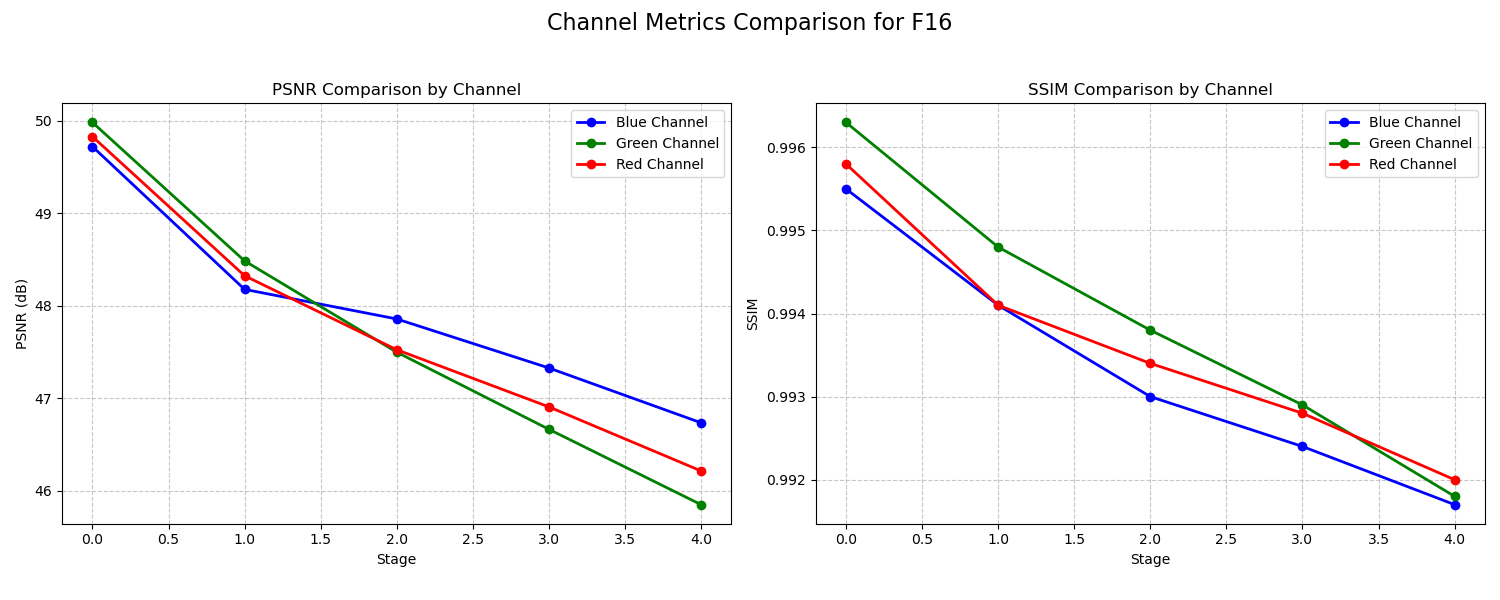 Channel Metrics Comparison for F16
PSNR Comparison by Channel
PSNR (dB)
50
49
48
47
46
Blue Channel
Green Channel
Red Channel
0.0 0.5 1.0 1.5 2.0 2.5 3.0 3.5 4.0
Stage
SSIM Comparison by Channel
SSIM
0.996
0.995
0.994
0.993
0.992
Blue Channel
Green Channel
Red Channel
0.0 0.5 1.0 1.5 2.0 2.5 3.0 3.5 4.0
Stage